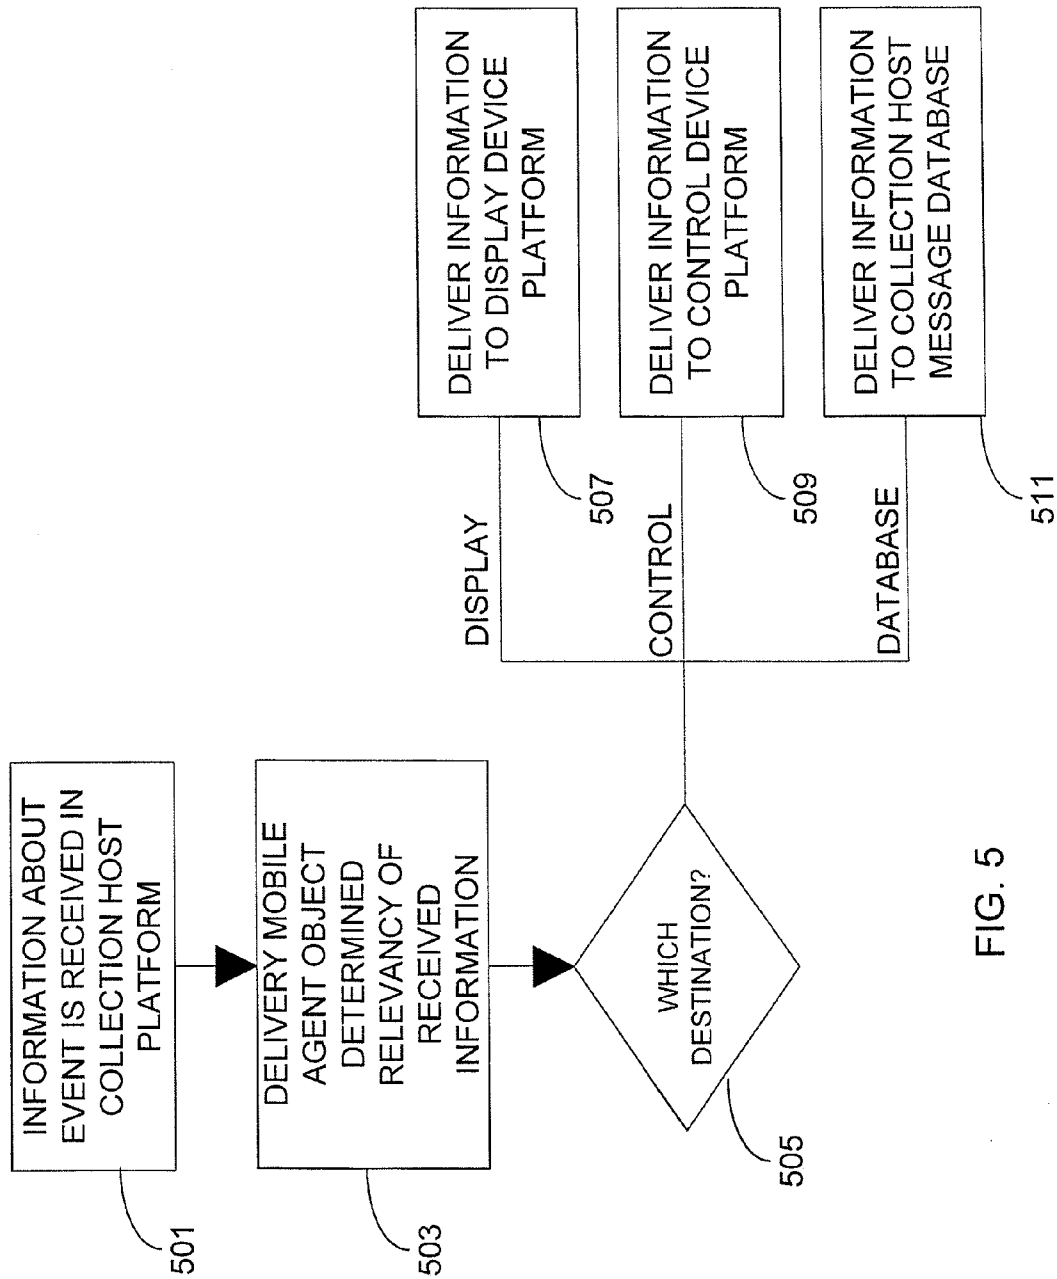 INFORMATION ABOUT
EVENT IS RECEIVED IN
COLLECTION HOST
PLATFORM
501
DELIVERY MOBILE
AGENT OBJECT
DETERMINED
RELEVANCY OF
RECEIVED
INFORMATION
503
WHICH
DESTINATION?
505
DISPLAY
DELIVER INFORMATION
TO DISPLAY DEVICE
PLATFORM
507
CONTROL
DELIVER INFORMATION
TO CONTROL DEVICE
PLATFORM
509
DATABASE
DELIVER INFORMATION
TO COLLECTION HOST
MESSAGE DATABASE
511
FIG. 5